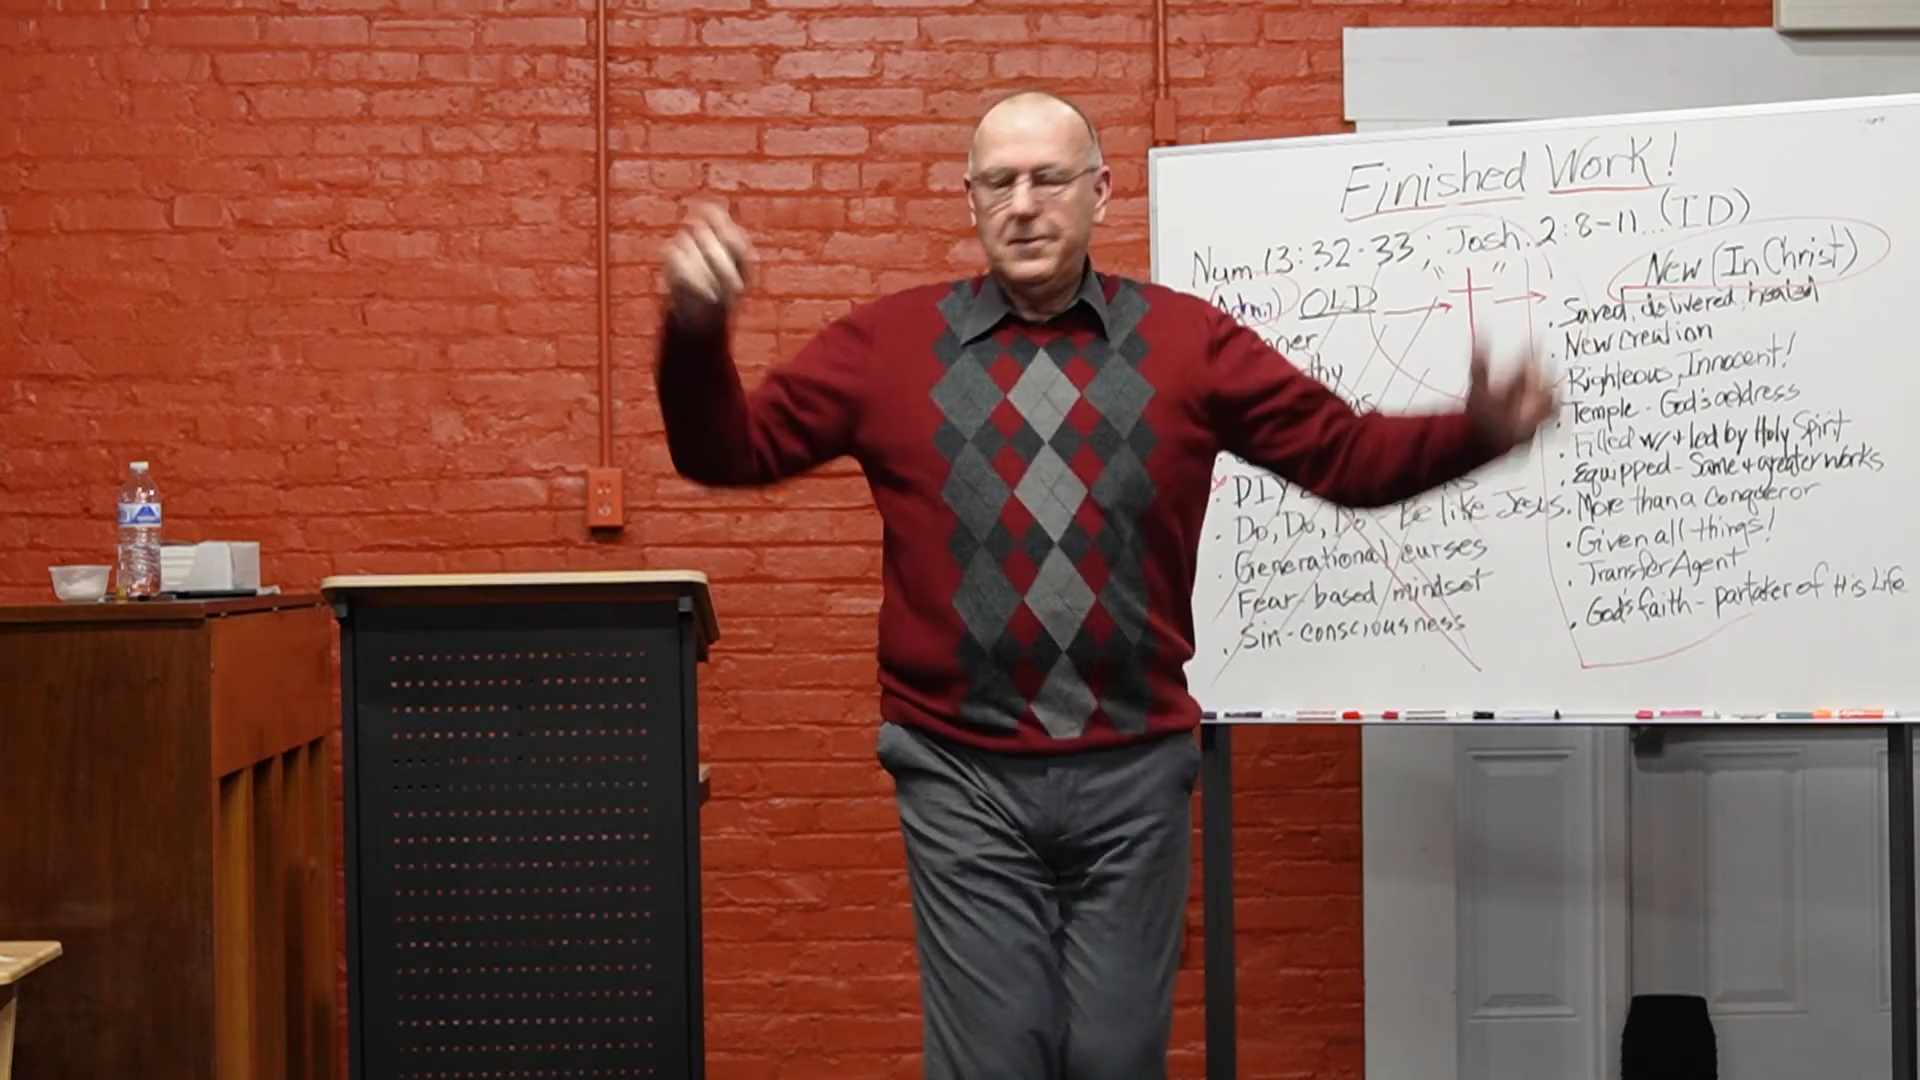 Finished Work!
Num 13:32-33; Josh. 2:8-11...(ID)
OLD
DIY
Do, Do, Do be like Jesus
Generational curses
Fear-based mindset
Sin-consciousness
New (In Christ)
Saved, delivered, healed
New creation
Righteous, Innocent!
Temple - God's address
Filled w/ + led by Holy Spirit
Equipped - Same + greater works
More than a Conqueror
Given all things!
Transfer Agent
God's faith - partaker of His Life